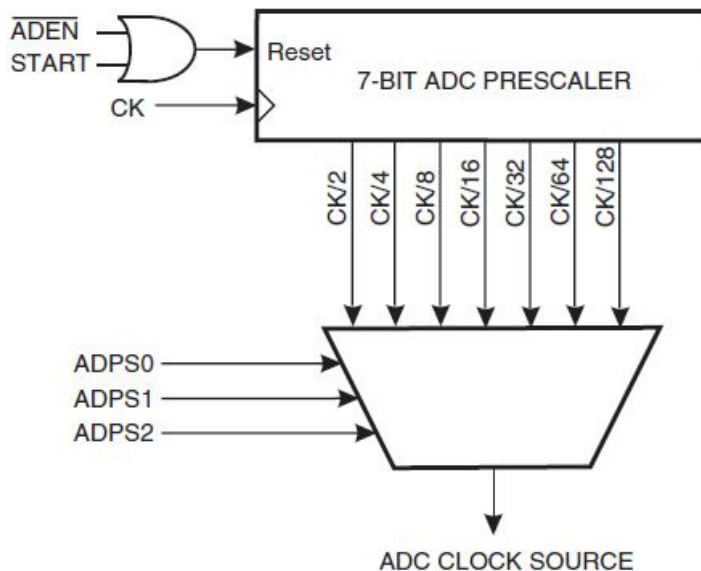 ADEN
START
Reset
7-BIT ADC PRESCALER
CK
CK/2
CK/4
CK/8
CK/16
CK/32
CK/64
CK/128
ADPS0
ADPS1
ADPS2
ADC CLOCK SOURCE